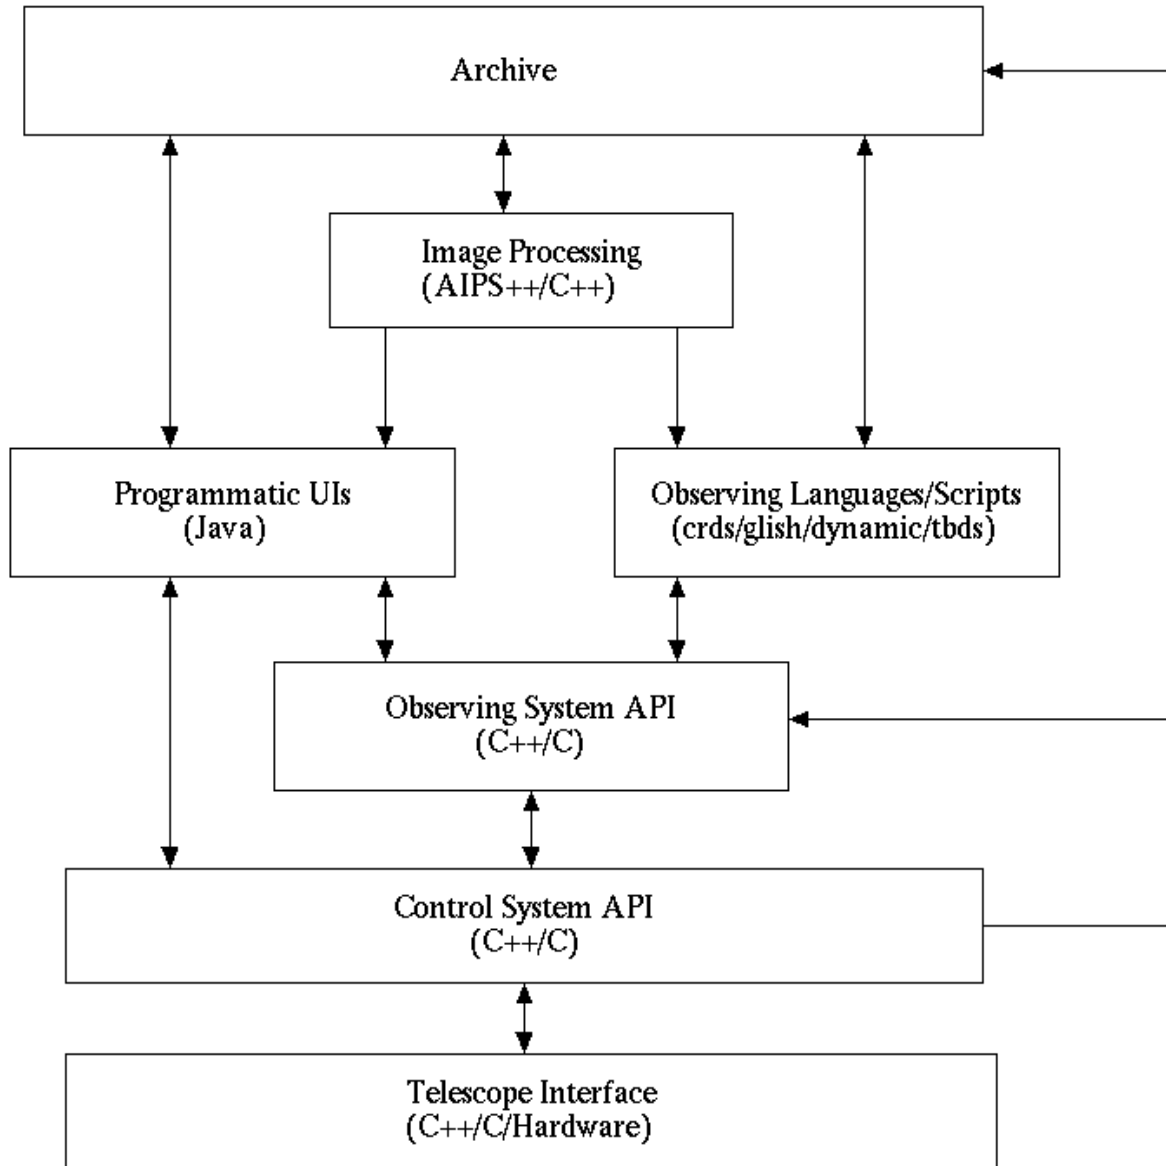 Archive
Image Processing
(AIPS++/C++)
Programmatic UIs
(Java)
Observing Languages/Scripts
(crds/glish/dynamic/tbds)
Observing System API
(C++/C)
Control System API
(C++/C)
Telescope Interface
(C++/C/Hardware)